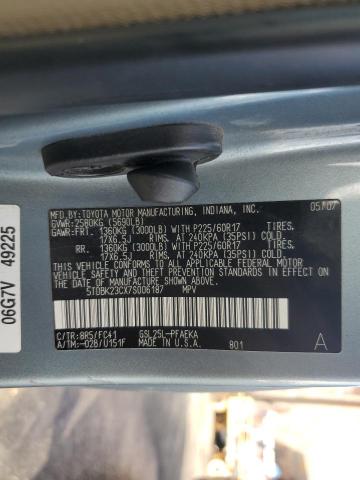 MFD.BY:TOYOTA MOTOR MANUFACTURING, INDIANA, INC. 05/07
GVWR:2580KG (5690LB)
GAWR:FRT. 1360KG (3000LB) WITH P225/60R17 TIRES.
17X6.5J RIMS. AT 240KPA (35PSI) COLD.
RR. 1360KG (3000LB) WITH P225/60R17 TIRES.
17X6.5J RIMS. AT 240KPA (35PSI) COLD.
THIS VEHICLE CONFORMS TO ALL APPLICABLE FEDERAL
MOTOR VEHICLE SAFETY AND
THEFT PREVENTION STANDARDS IN EFFECT ON THE DATE OF
MANUFACTURE SHOWN ABOVE.
5TDBK23CX7S006187 MPV
C/TR:8R5/FC41 GSL25L-PFAEKA
A/TM:-028/U151F 801 A
06G7V 49225